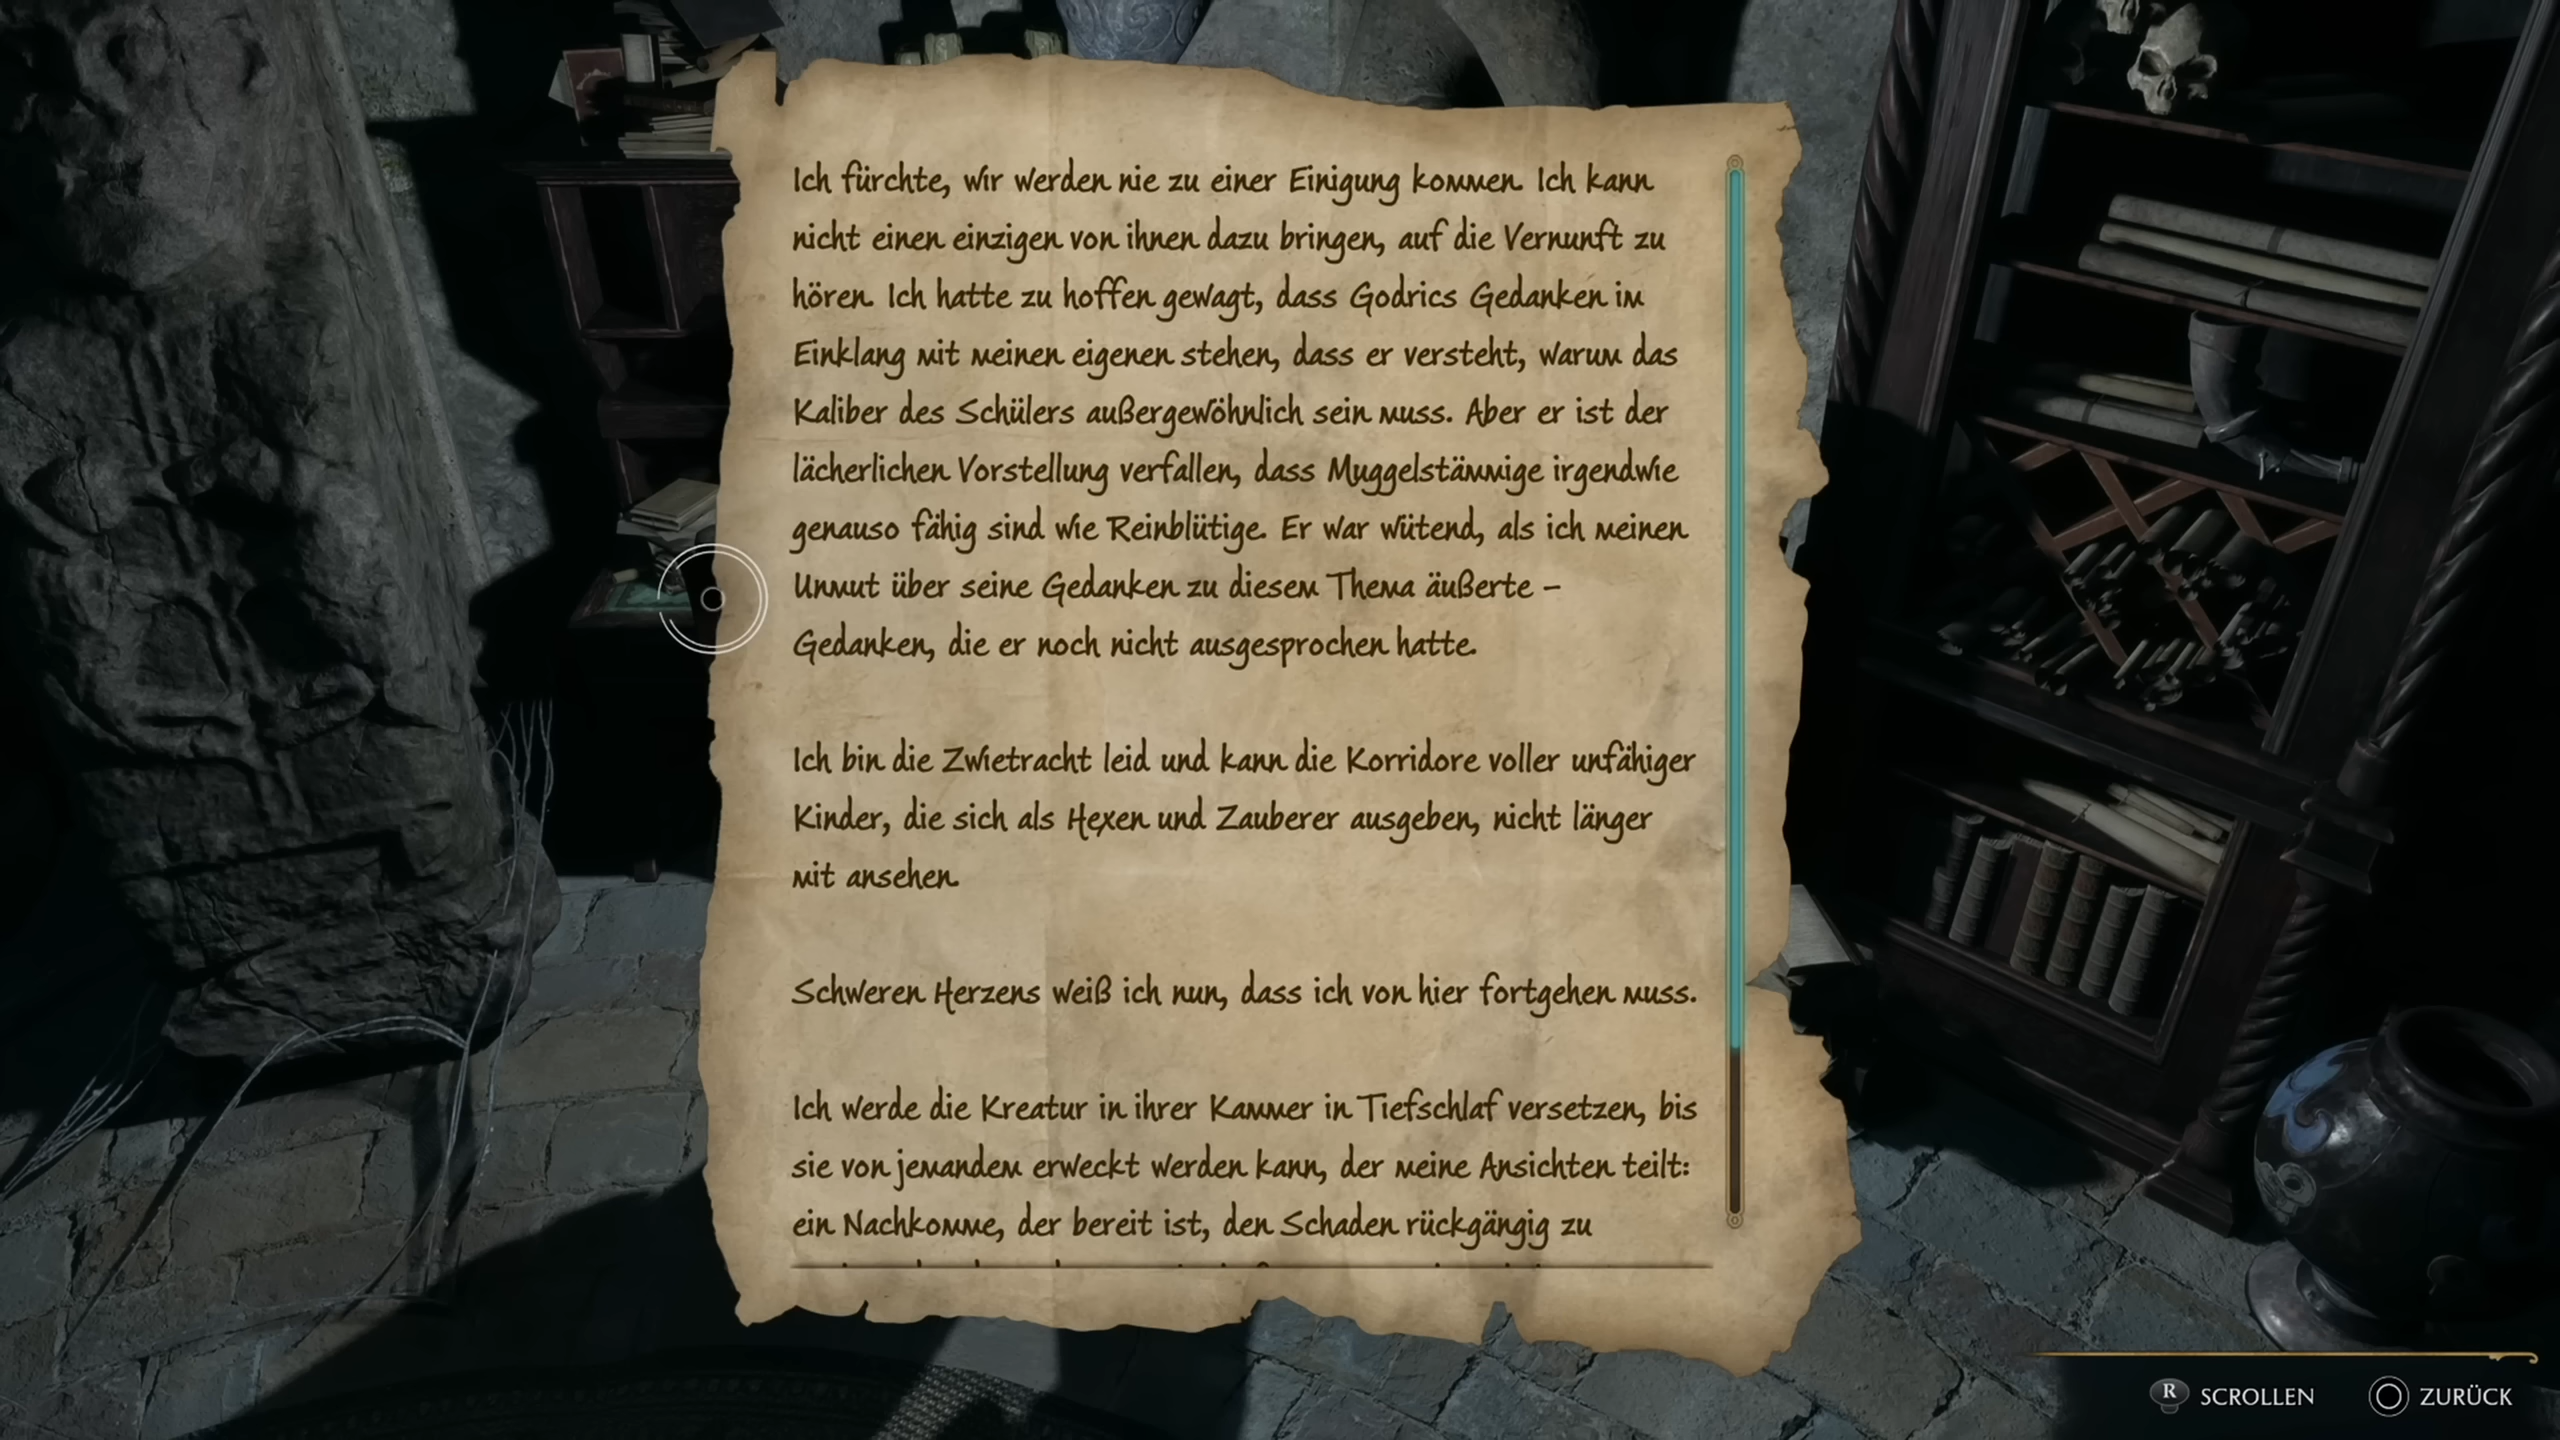 Ich fürchte, wir werden nie zu einer Einigung kommen. Ich kann
nicht einen einzigen von ihnen dazu bringen, auf die Vernunft zu
hören. Ich hatte zu hoffen gewagt, dass Godrics Gedanken im
Einklang mit meinen eigenen stehen, dass er versteht, warum das
Kaliber des Schülers außergewöhnlich sein muss. Aber er ist der
lächerlichen Vorstellung verfallen, dass Muggelstämmige irgendwie
genauso fähig sind wie Reinblütige. Er war wütend, als ich meinen
Unmut über seine Gedanken zu diesem Thema äußerte –
Gedanken, die er noch nicht ausgesprochen hatte.
Ich bin die Zwietracht leid und kann die Korridore voller unfähiger
Kinder, die sich als Hexen und Zauberer ausgeben, nicht länger
mit ansehen.
Schweren Herzens weiß ich nun, dass ich von hier fortgehen muss.
Ich werde die Kreatur in ihrer Kammer in Tiefschlaf versetzen, bis
sie von jemandem erweckt werden kann, der meine Ansichten teilt:
ein Nachkomme, der bereit ist, den Schaden rückgängig zu
R SCROLLEN
ZURÜCK